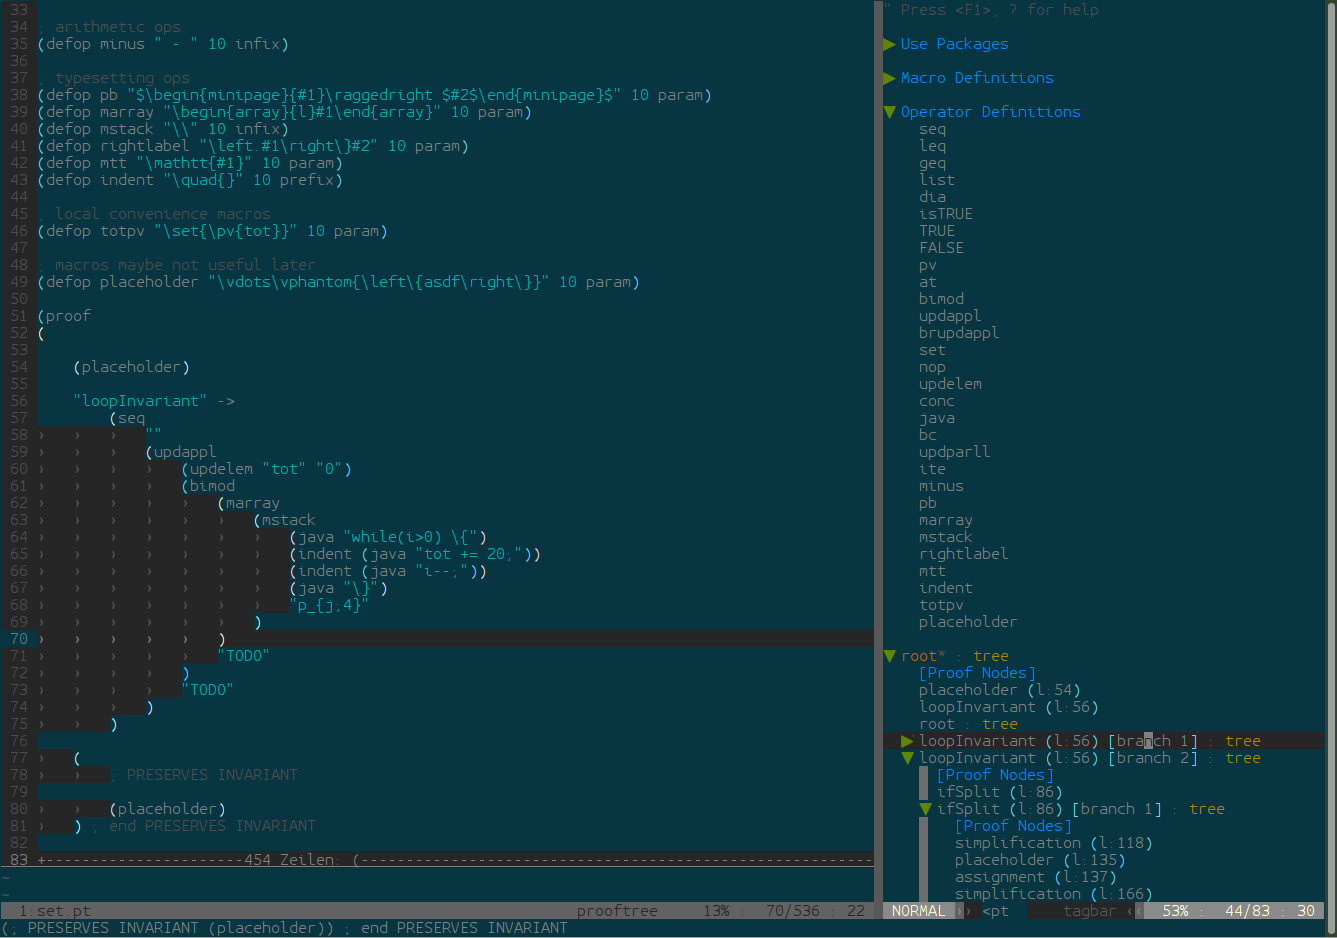 33
34 ; arithmetic ops
35 (defop minus " - " 10 infix)
36
37 ; typesetting ops
38 (defop pb "$\begin{minipage}{#1}\raggedright $#2$\end{minipage}$" 10 param)
39 (defop marray "\begin{array}{l}#1\end{array}" 10 param)
40 (defop mstack "\\" 10 infix)
41 (defop rightlabel "\left.#1\right\}#2" 10 param)
42 (defop mtt "\mathtt{#1}" 10 param)
43 (defop indent "\quad{}" 10 prefix)
44
45 ; local convenience macros
46 (defop totpv "\set{\pv{tot}}" 10 param)
47
48 ; macros maybe not useful later
49 (defop placeholder "\vdots\vphantom{\left\{asdf\right\}}" 10 param)
50
51 (proof
52 (
53
54 (placeholder)
55
56 "loopInvariant" ->
57 (seq
58 › › › ""
59 › › › (updappl
60 › › › › (updelem "tot" "0")
61 › › › › (bimod
62 › › › › › (marray
63 › › › › › › (mstack
64 › › › › › › › (java "while(i>0) \{")
65 › › › › › › › (indent (java "tot += 20;"))
66 › › › › › › › (indent (java "i--;"))
67 › › › › › › › (java "\}")
68 › › › › › › › "p_{j,4}"
69 › › › › › › )
70 › › › › › )
71 › › › › › "TODO"
72 › › › › )
73 › › › › "TODO"
74 › › › )
75 › › )
76
77 › (
78 › › ; PRESERVES INVARIANT
79
80 › › (placeholder)
81 › ) ; end PRESERVES INVARIANT
82
83 +-----------------------454 Zeilen: (---------------------------------------------------------
~
~
1:set.pt prooftree 13% : 70/536 : 22
(; PRESERVES INVARIANT (placeholder)) ; end PRESERVES INVARIANT
" Press <F1>, ? for help
▶ Use Packages
▶ Macro Definitions
▼ Operator Definitions
seq
leq
geq
list
dia
isTRUE
TRUE
FALSE
pv
at
bimod
updappl
brupdappl
set
nop
updelem
conc
java
bc
updparll
ite
minus
pb
marray
mstack
rightlabel
mtt
indent
totpv
placeholder
▼ root* : tree
[Proof Nodes]
placeholder (l:54)
loopInvariant (l:56)
root : tree
▶ loopInvariant (l:56) [branch 1] : tree
▼ loopInvariant (l:56) [branch 2] : tree
[Proof Nodes]
ifSplit (l:86)
▼ ifSplit (l:86) [branch 1] : tree
[Proof Nodes]
simplification (l:118)
placeholder (l:135)
assignment (l:137)
simplification (l:166)
NORMAL <pt tagbar 53% : 44/83 : 30